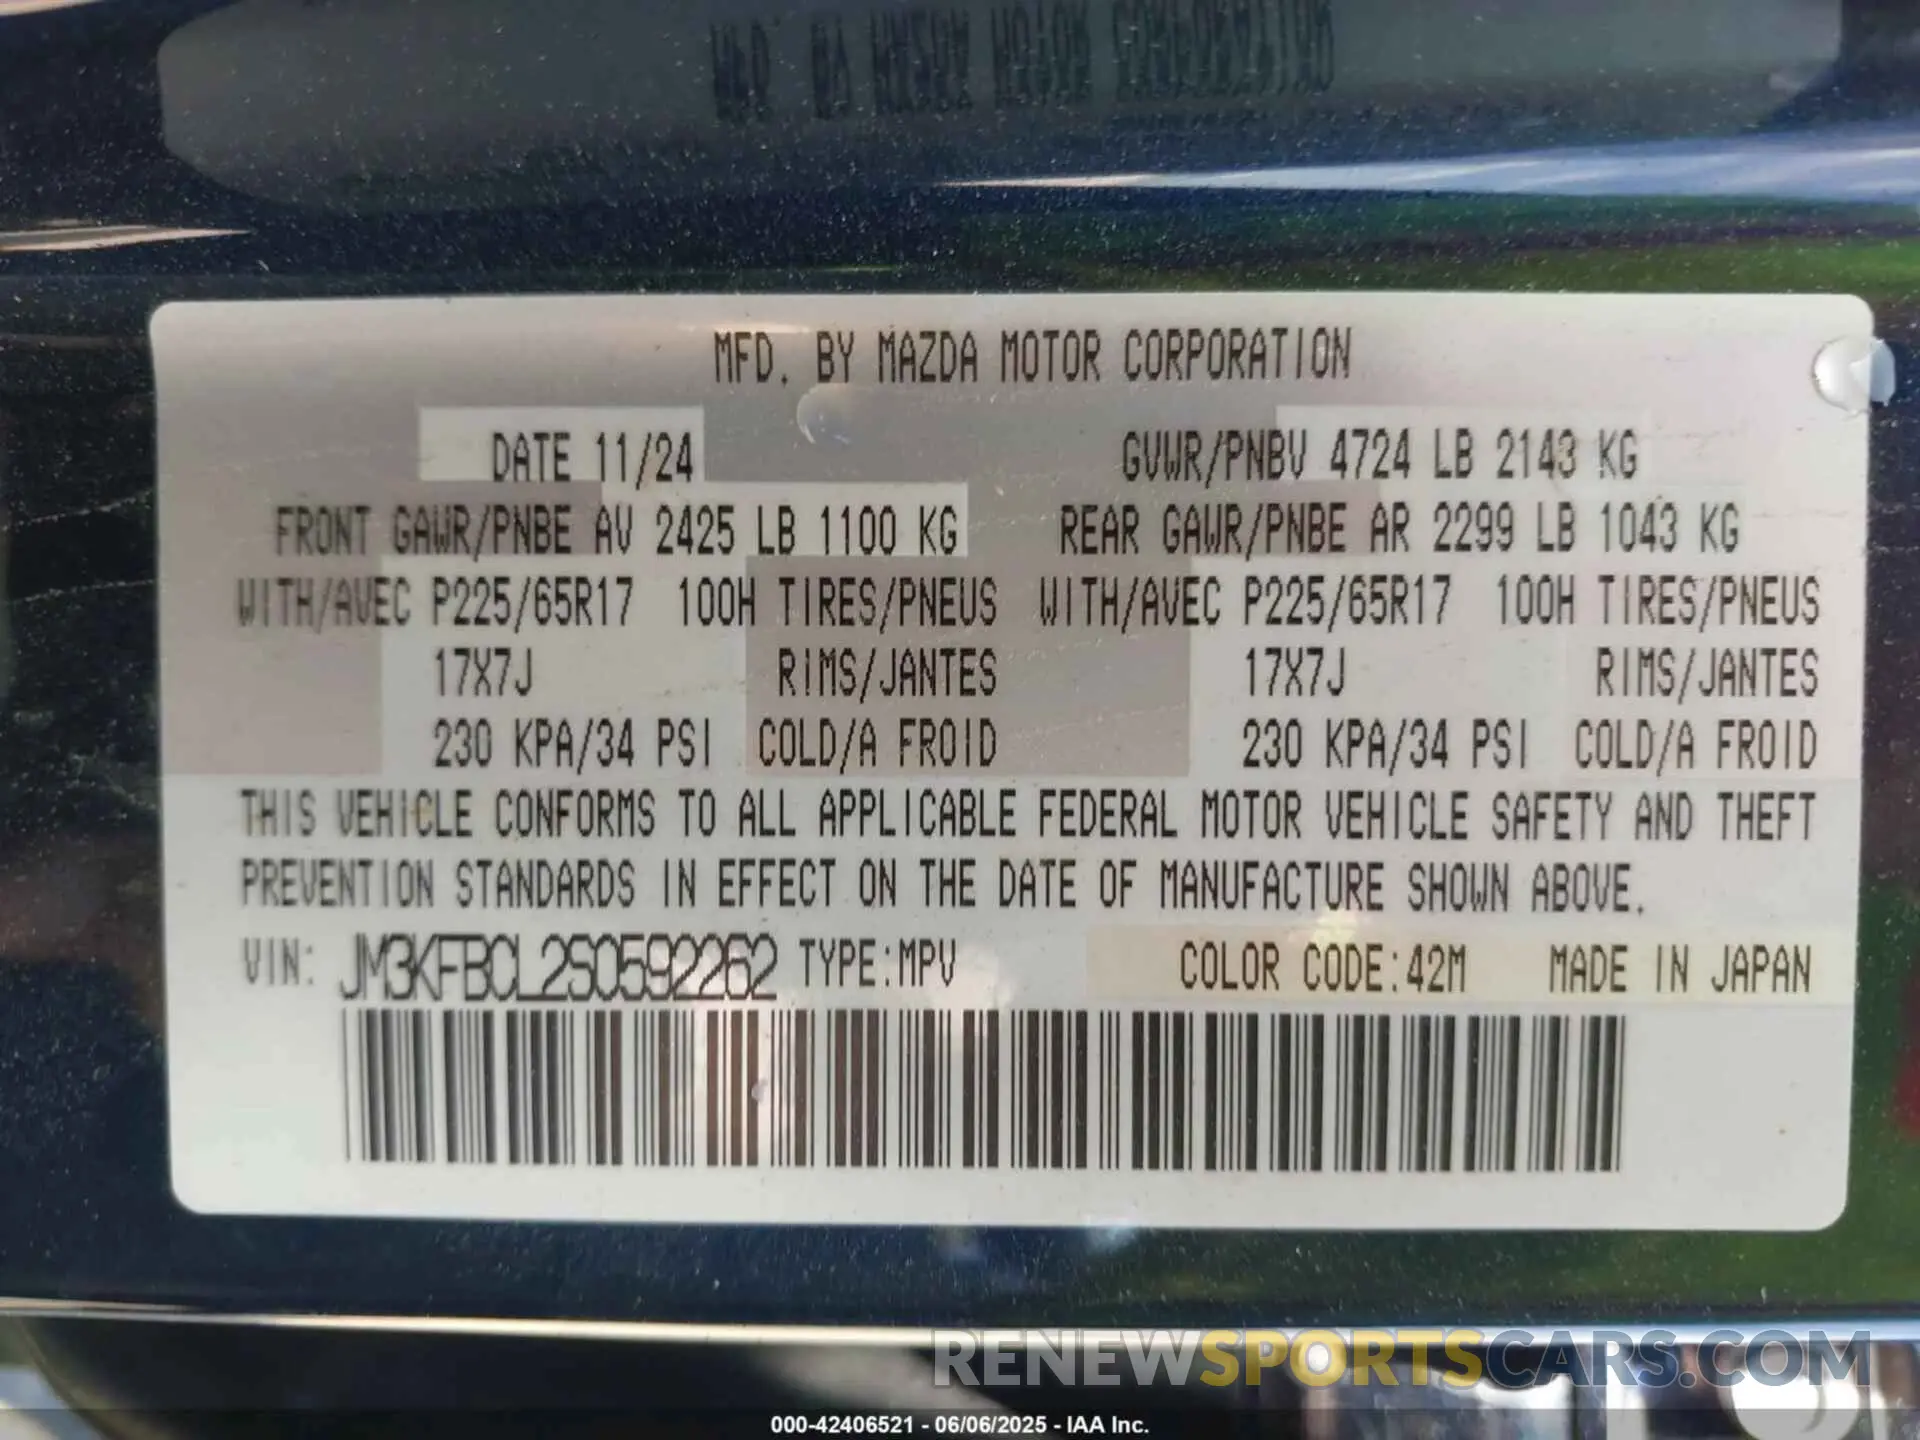 MFD. BY MAZDA MOTOR CORPORATION
DATE 11/24 GVWR/PNBV 4724 LB 2143 KG
FRONT GAWR/PNBE AV 2425 LB 1100 KG REAR GAWR/PNBE AR 2299 LB 1043 KG
WITH/AVEC P225/65R17 100H TIRES/PNEUS WITH/AVEC P225/65R17 100H TIRES/PNEUS
17X7J RIMS/JANTES 17X7J RIMS/JANTES
230 KPA/34 PSI COLD/A FROID 230 KPA/34 PSI COLD/A FROID
THIS VEHICLE CONFORMS TO ALL APPLICABLE FEDERAL MOTOR VEHICLE SAFETY AND THEFT
PREVENTION STANDARDS IN EFFECT ON THE DATE OF MANUFACTURE SHOWN ABOVE.
VIN: JM3KFBCL2S0592262 TYPE:MPV COLOR CODE:42M MADE IN JAPAN
RENEWSPORTSCARS.COM
000-42406521 - 06/06/2025 - IAA Inc.